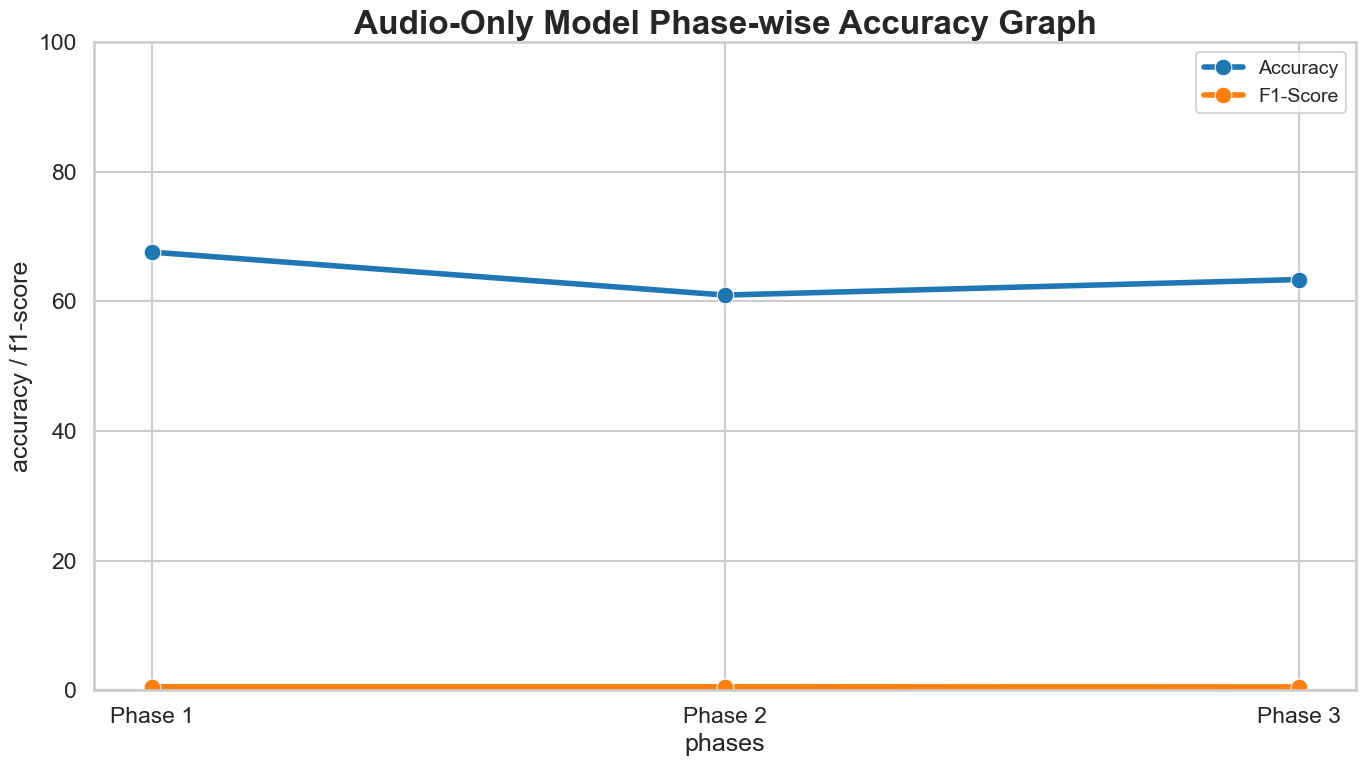 Audio-Only Model Phase-wise Accuracy Graph
100
80
60
40
20
0
accuracy / f1-score
Accuracy
F1-Score
Phase 1
Phase 2
Phase 3
phases